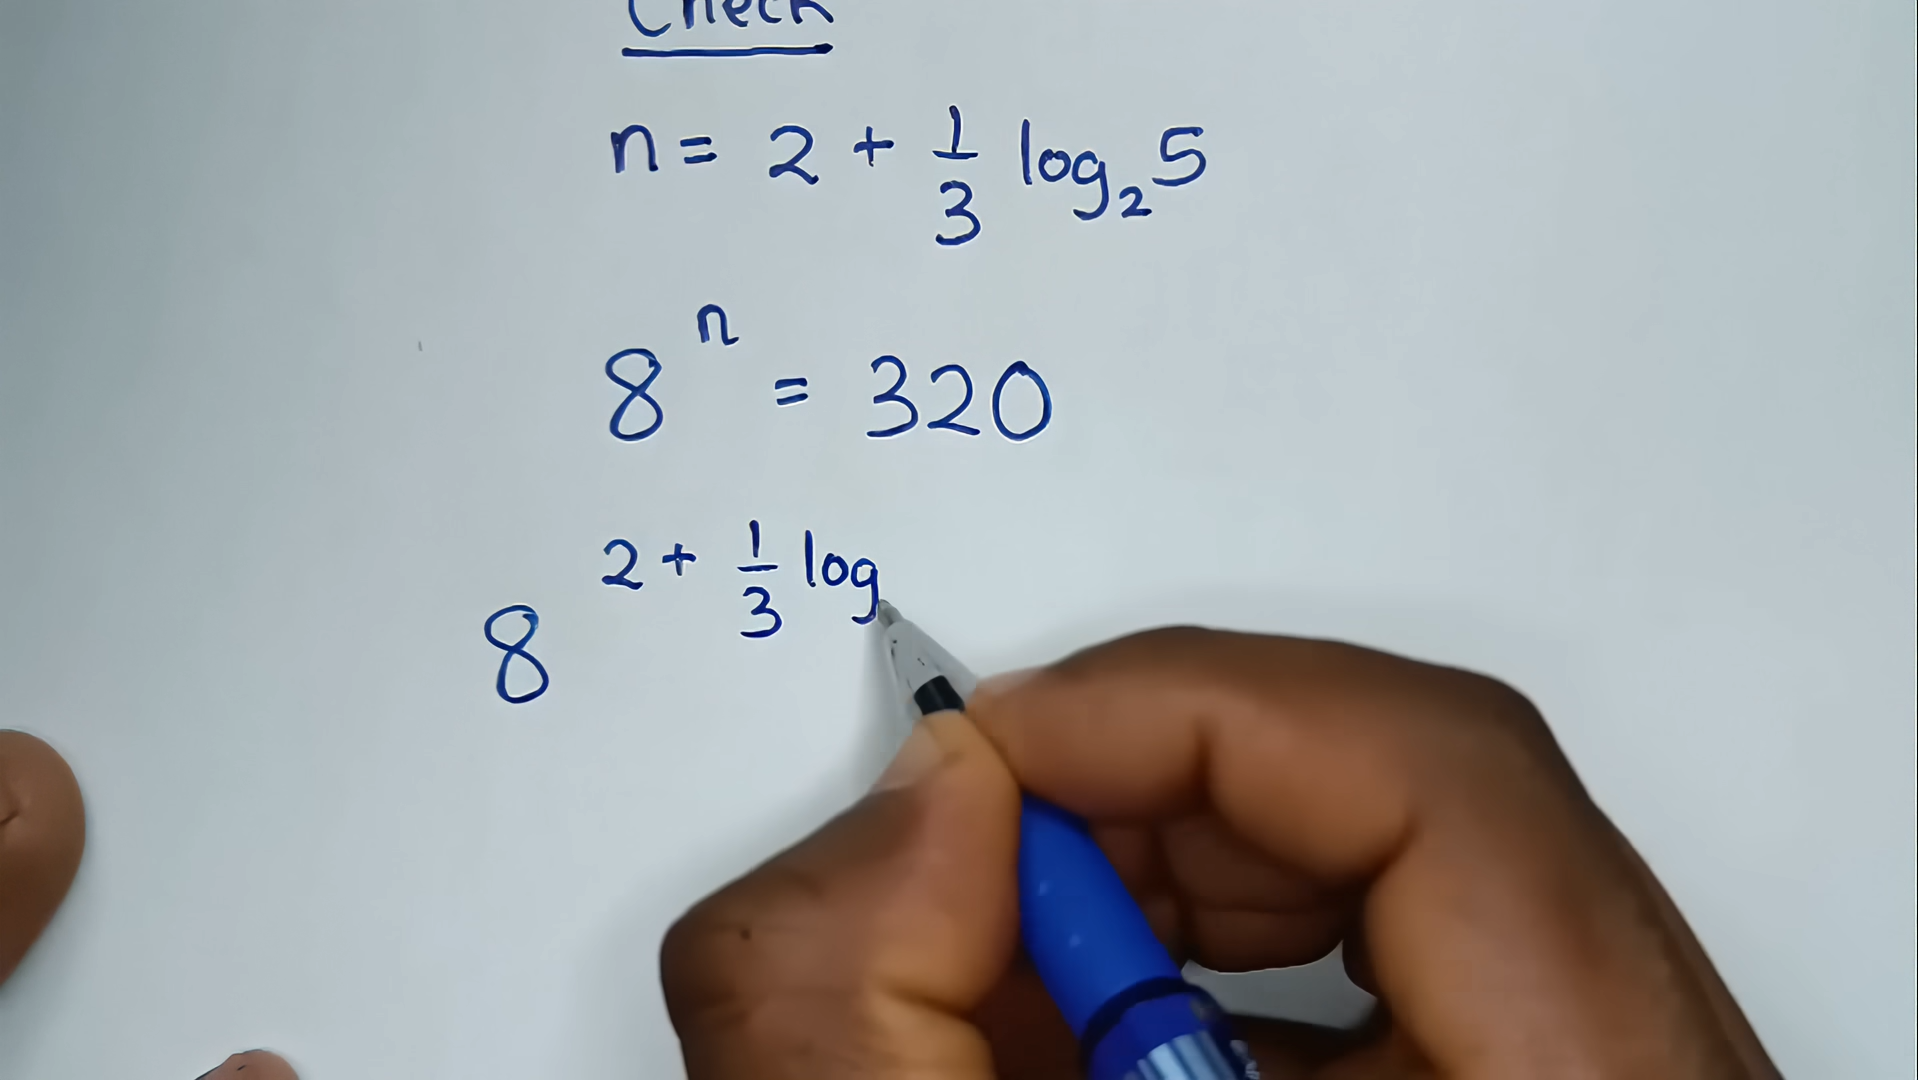 Check
n = 2 + 1/3 log₂5
8ⁿ = 320
8^(2 + 1/3 log